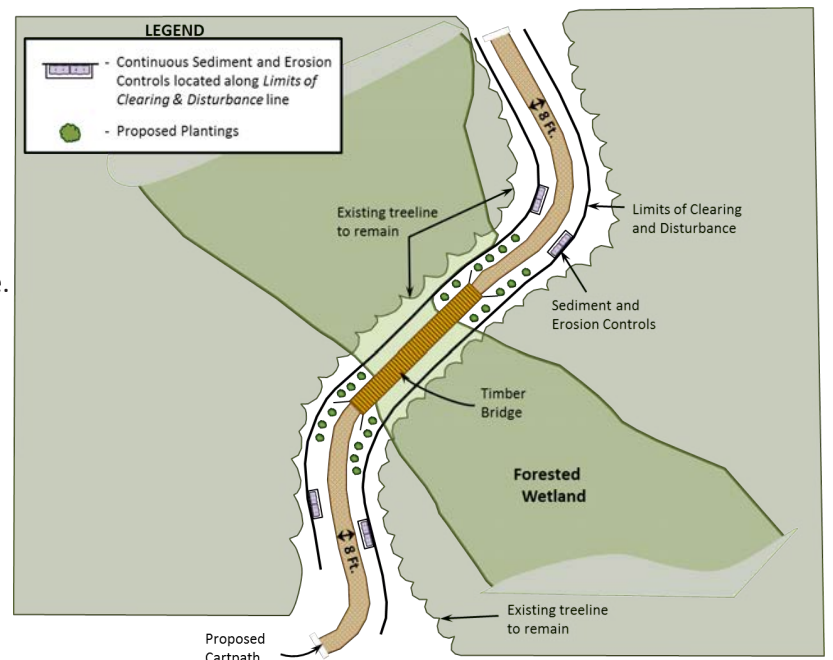 LEGEND
- Continuous Sediment and Erosion
Controls located along Limits of
Clearing & Disturbance line
- Proposed Plantings
8 Ft.
Existing treeline
to remain
Limits of Clearing
and Disturbance
Sediment and
Erosion Controls
Timber
Bridge
Forested
Wetland
8 Ft.
Existing treeline
to remain
Proposed
Cartpath